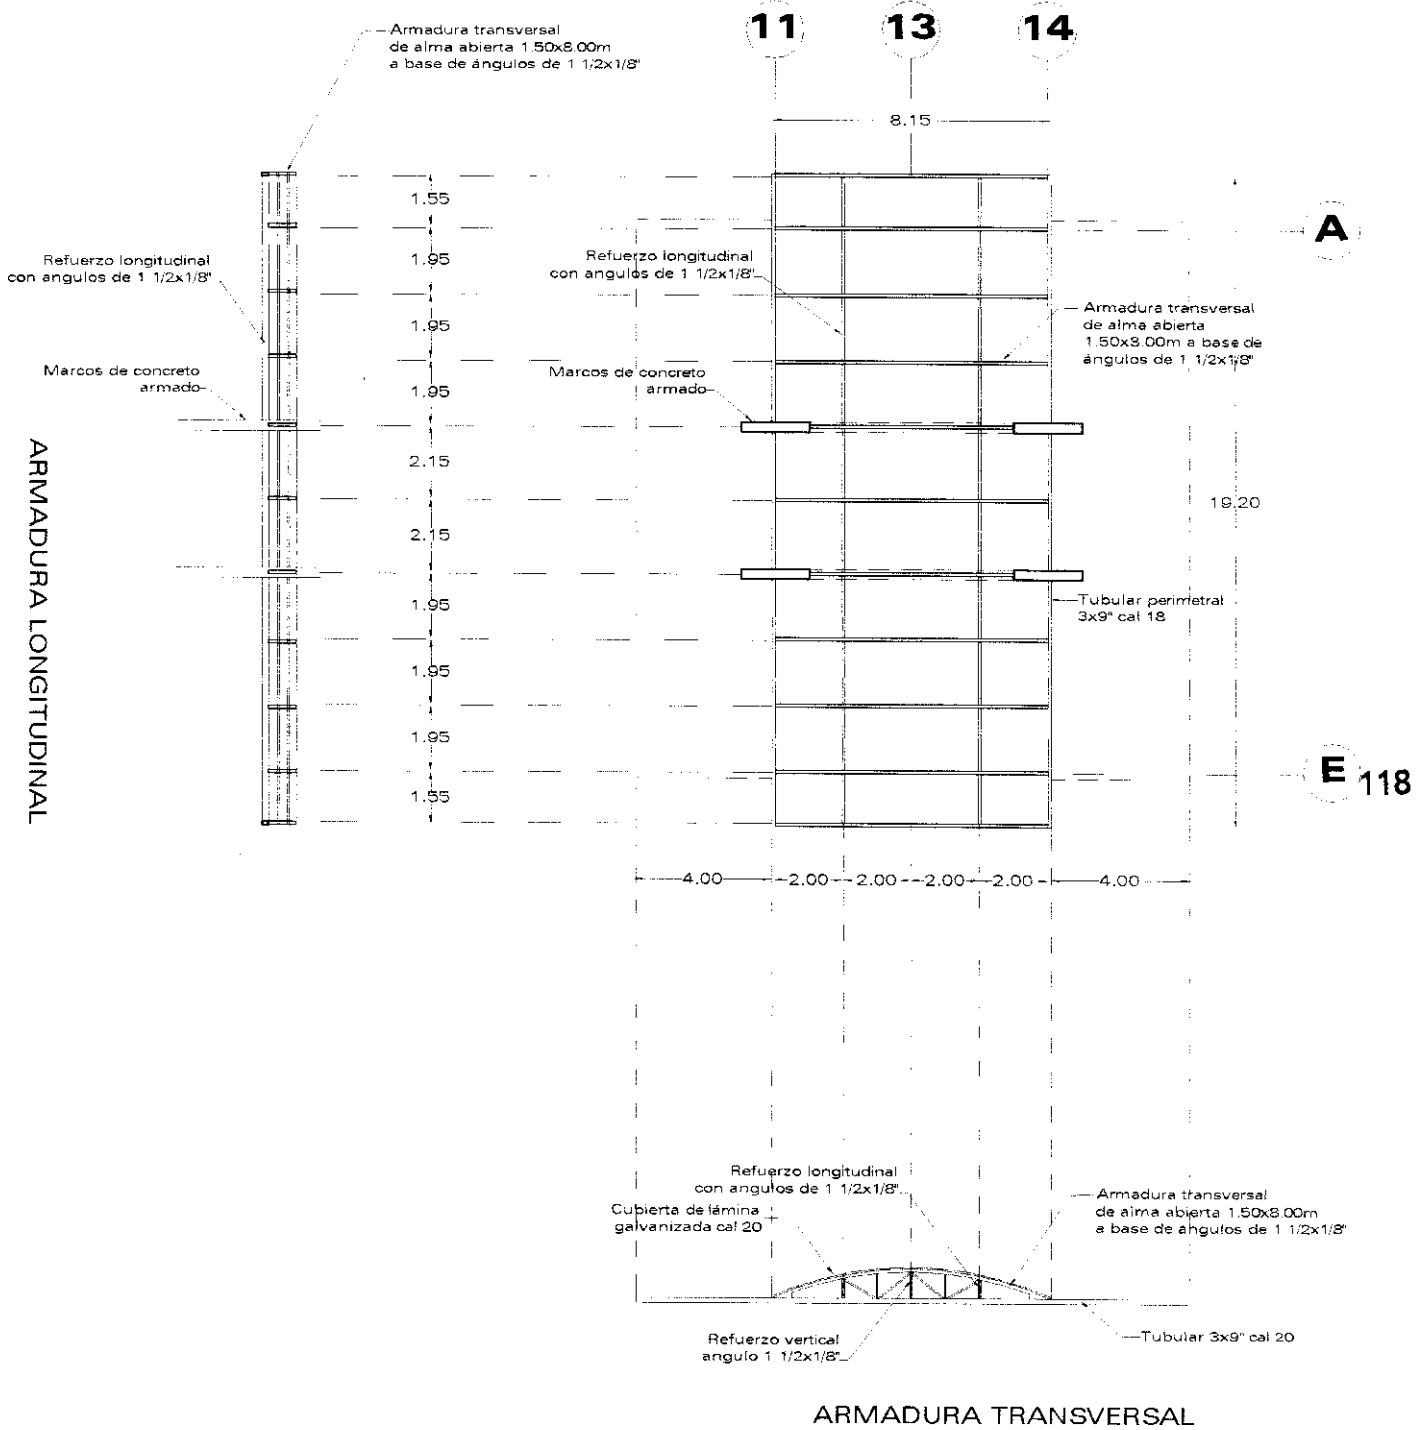 Armadura transversal
de alma abierta 1.50x8.00m
a base de ángulos de 1 1/2x1/8"
11
13
14
8.15
1.55
1.95
1.95
1.95
2.15
2.15
1.95
1.95
1.95
1.55
A
Refuerzo longitudinal
con angulos de 1 1/2x1/8"
Refuerzo longitudinal
con angulos de 1 1/2x1/8"
Armadura transversal
de alma abierta
1.50x8.00m a base de
ángulos de 1 1/2x1/8"
Marcos de concreto
armado
Marcos de concreto
armado
ARMADURA LONGITUDINAL
19.20
Tubular perimetral
3x9" cal 18
E
118
4.00
2.00
2.00
2.00
2.00
4.00
Refuerzo longitudinal
con angulos de 1 1/2x1/8"
Cubierta de lámina
galvanizada cal 20
Armadura transversal
de alma abierta 1.50x8.00m
a base de ángulos de 1 1/2x1/8"
Refuerzo vertical
angulo 1 1/2x1/8"
Tubular 3x9" cal 20
ARMADURA TRANSVERSAL